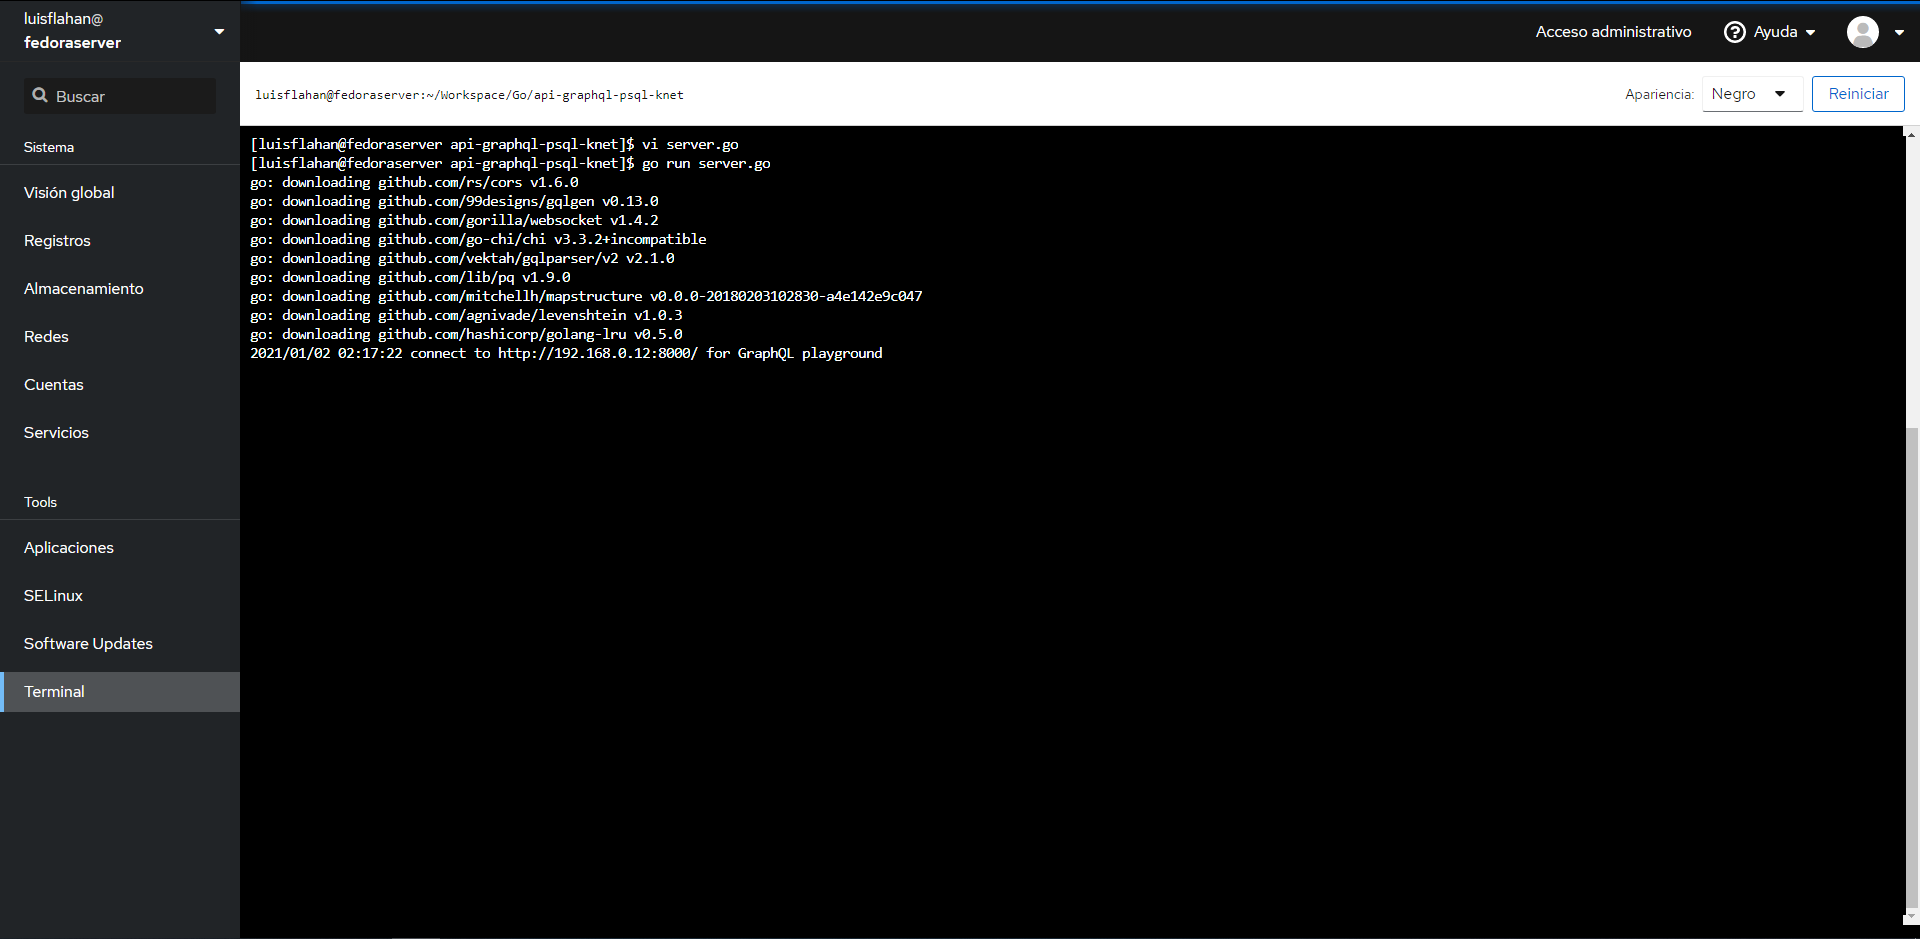 luisflahan@
fedoraserver
Acceso administrativo
Ayuda
Buscar
luisflahan@fedoraserver:~/Workspace/Go/api-graphql-psql-knet
Apariencia:
Negro
Reiniciar
Sistema
Visión global
Registros
Almacenamiento
Redes
Cuentas
Servicios
Tools
Aplicaciones
SELinux
Software Updates
Terminal
[luisflahan@fedoraserver api-graphql-psql-knet]$ vi server.go
[luisflahan@fedoraserver api-graphql-psql-knet]$ go run server.go
go: downloading github.com/rs/cors v1.6.0
go: downloading github.com/99designs/gqlgen v0.13.0
go: downloading github.com/gorilla/websocket v1.4.2
go: downloading github.com/go-chi/chi v3.3.2+incompatible
go: downloading github.com/vektah/gqlparser/v2 v2.1.0
go: downloading github.com/lib/pq v1.9.0
go: downloading github.com/mitchellh/mapstructure v0.0.0-20180203102830-a4e142e9c047
go: downloading github.com/agnivade/levenshtein v1.0.3
go: downloading github.com/hashicorp/golang-lru v0.5.0
2021/01/02 02:17:22 connect to http://192.168.0.12:8000/ for GraphQL playground